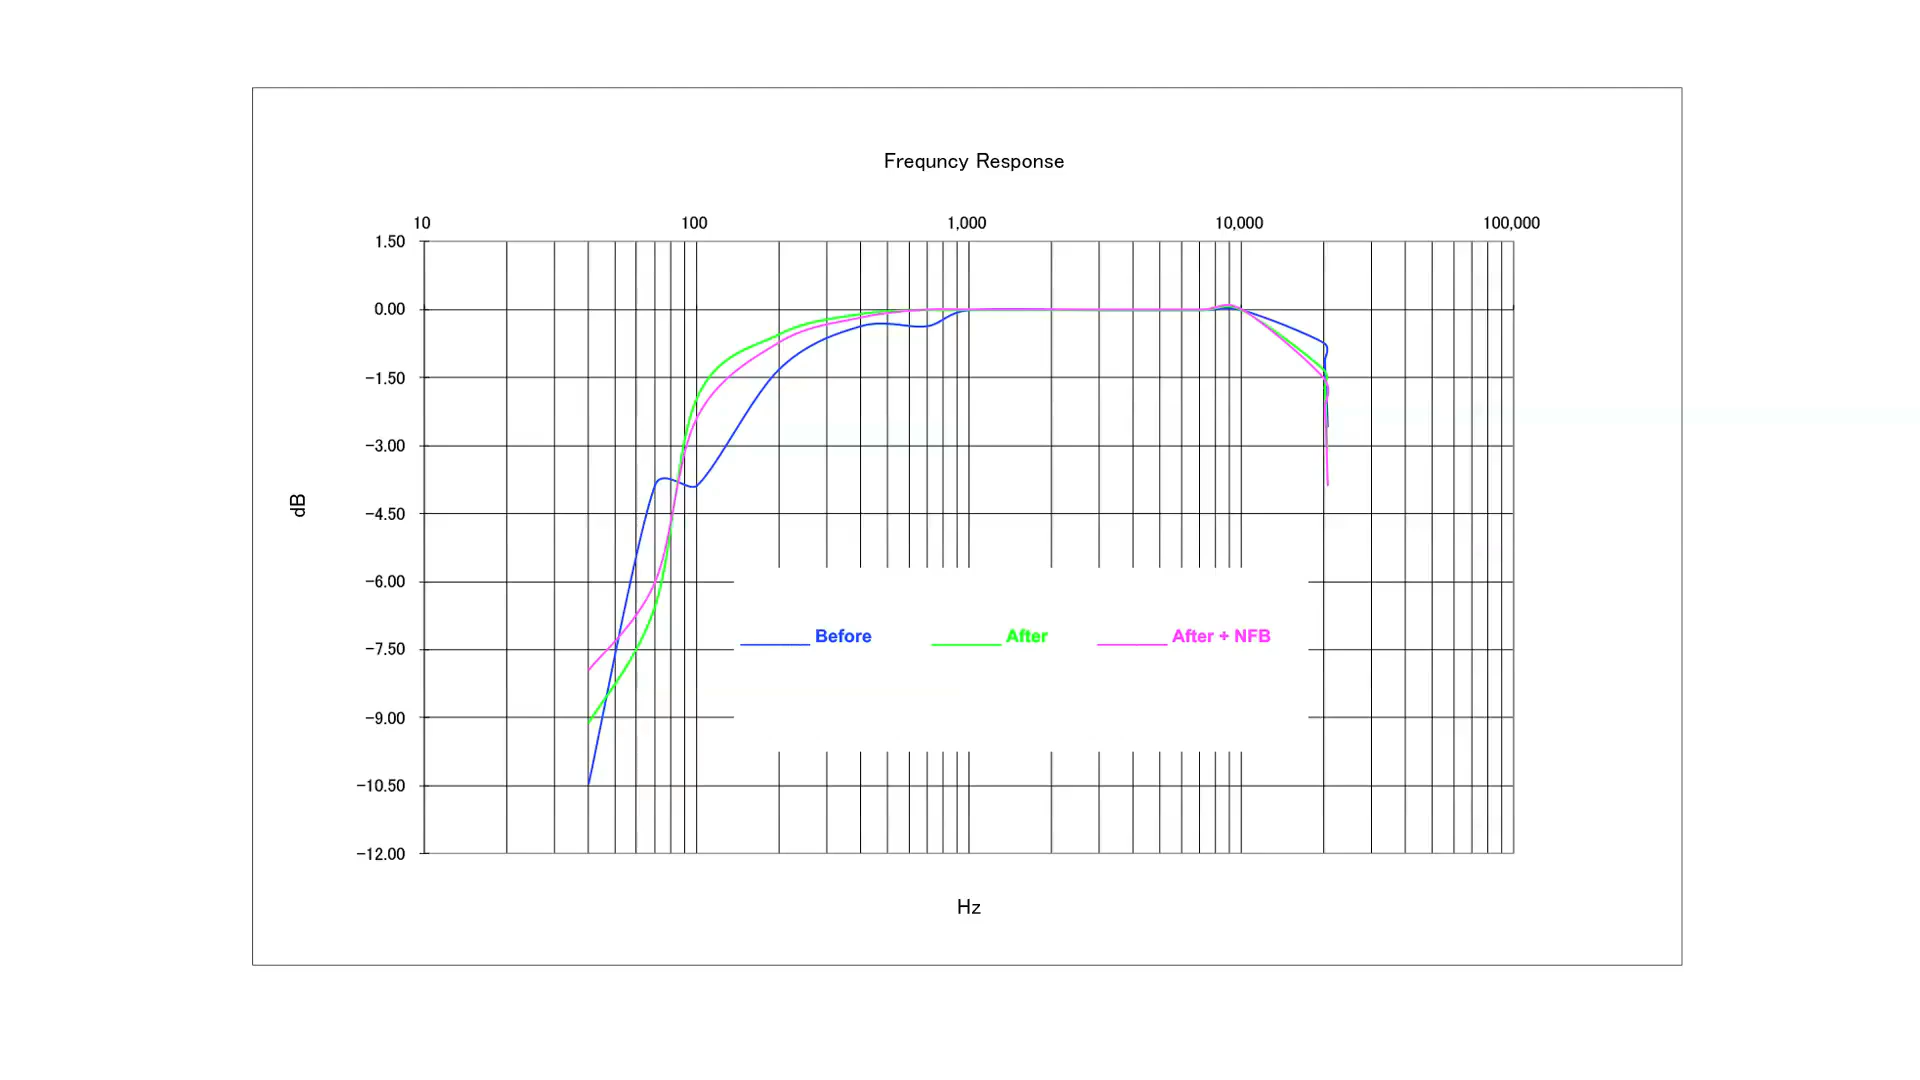 Frequncy Response
10 100 1,000 10,000 100,000
1.50
0.00
−1.50
−3.00
dB
−4.50
−6.00
Before After After + NFB
−7.50
−9.00
−10.50
−12.00
Hz